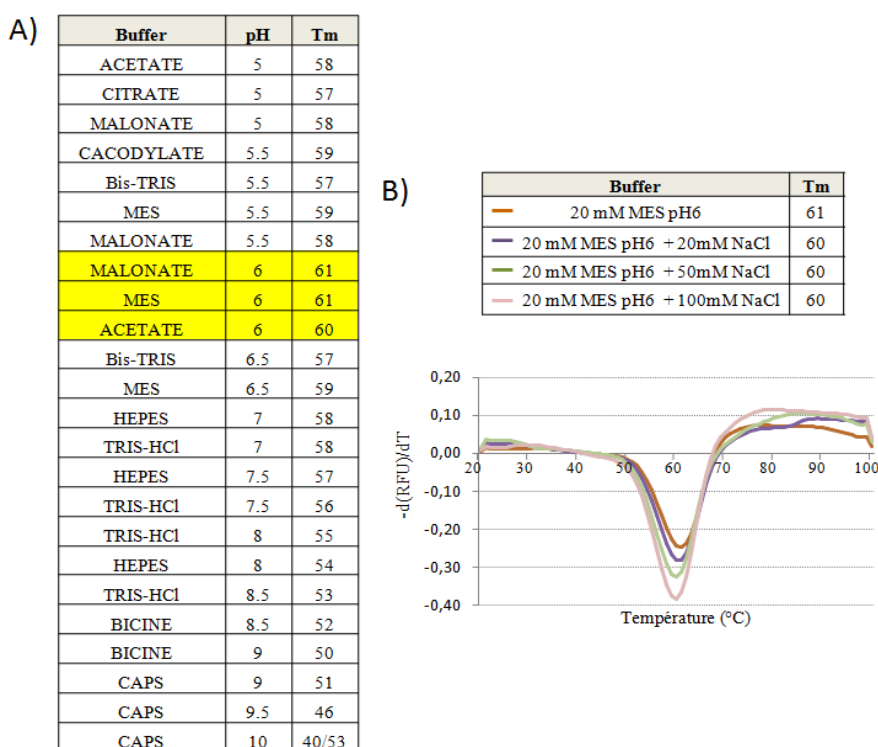 A)
Buffer pH Tm
ACETATE 5 58
CITRATE 5 57
MALONATE 5 58
CACODYLATE 5.5 59
Bis-TRIS 5.5 57
MES 5.5 59
MALONATE 5.5 58
MALONATE 6 61
MES 6 61
ACETATE 6 60
Bis-TRIS 6.5 57
MES 6.5 59
HEPES 7 58
TRIS-HCl 7 58
HEPES 7.5 57
TRIS-HCl 7.5 56
TRIS-HCl 8 55
HEPES 8 54
TRIS-HCl 8.5 53
BICINE 8.5 52
BICINE 9 50
CAPS 9 51
CAPS 9.5 46
CAPS 10 40/53
B)
Buffer Tm
20 mM MES pH6 61
20 mM MES pH6 +20mM NaCl 60
20 mM MES pH6 +50mM NaCl 60
20 mM MES pH6 +100mM NaCl 60
-d(RFU)/dT
0,20
0,10
0,00
-0,10
-0,20
-0,30
-0,40
20 30 40 50 60 70 80 90 100
Température (°C)